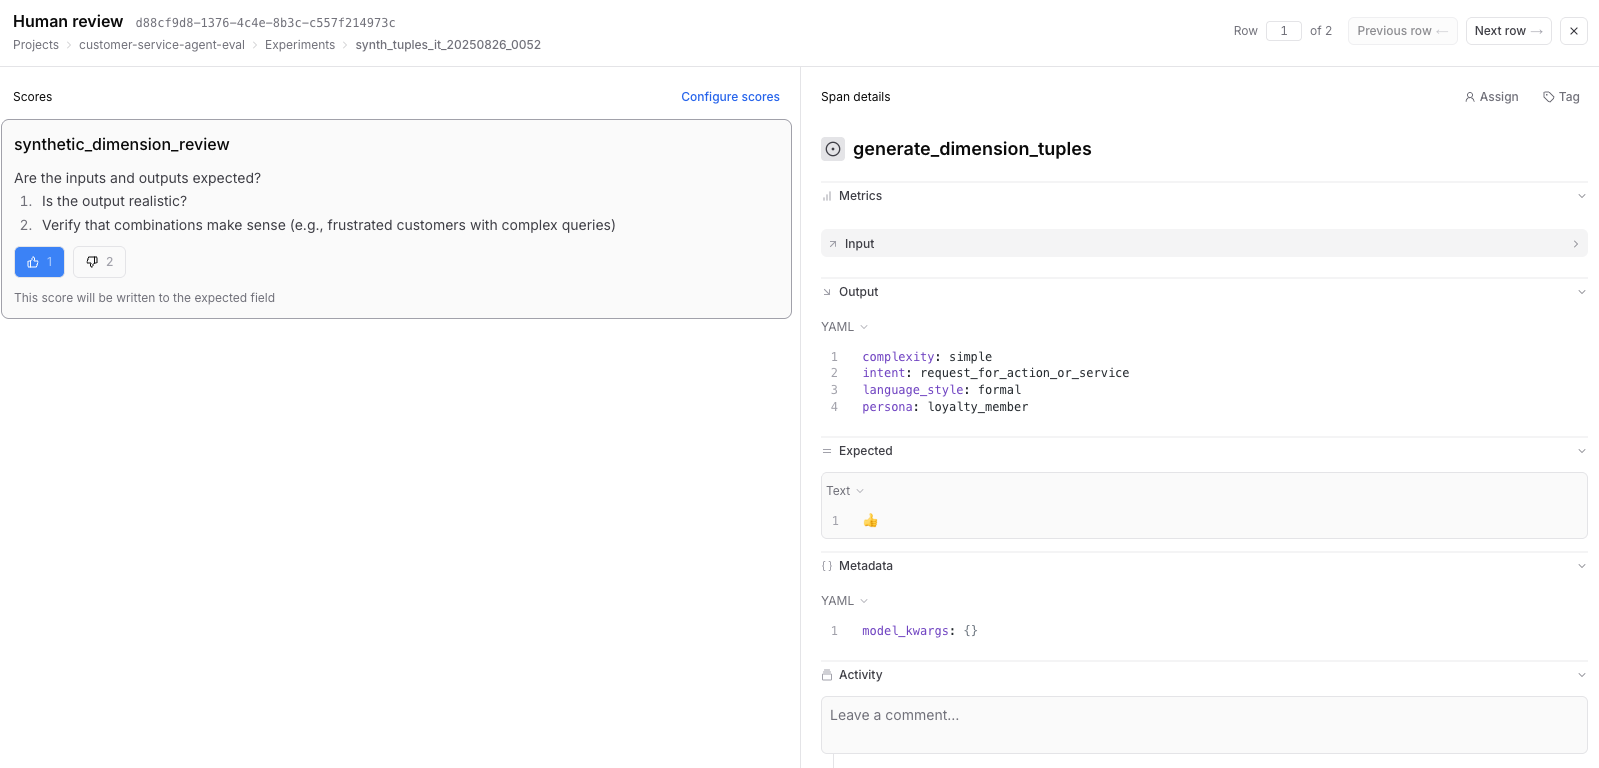 Human review d88cf9d8-1376-4c4e-8b3c-c557f214973c
Projects > customer-service-agent-eval > Experiments > synth_tuples_it_20250826_0052
Row 1 of 2 Previous row ← Next row → ×
Scores Configure scores
synthetic_dimension_review
Are the inputs and outputs expected?
1. Is the output realistic?
2. Verify that combinations make sense (e.g., frustrated customers with complex queries)
👍 1 👎 2
This score will be written to the expected field
Span details Assign Tag
generate_dimension_tuples
Metrics
Input
Output
YAML
1 complexity: simple
2 intent: request_for_action_or_service
3 language_style: formal
4 persona: loyalty_member
Expected
Text
1 👍
Metadata
YAML
1 model_kwargs: {}
Activity
Leave a comment...